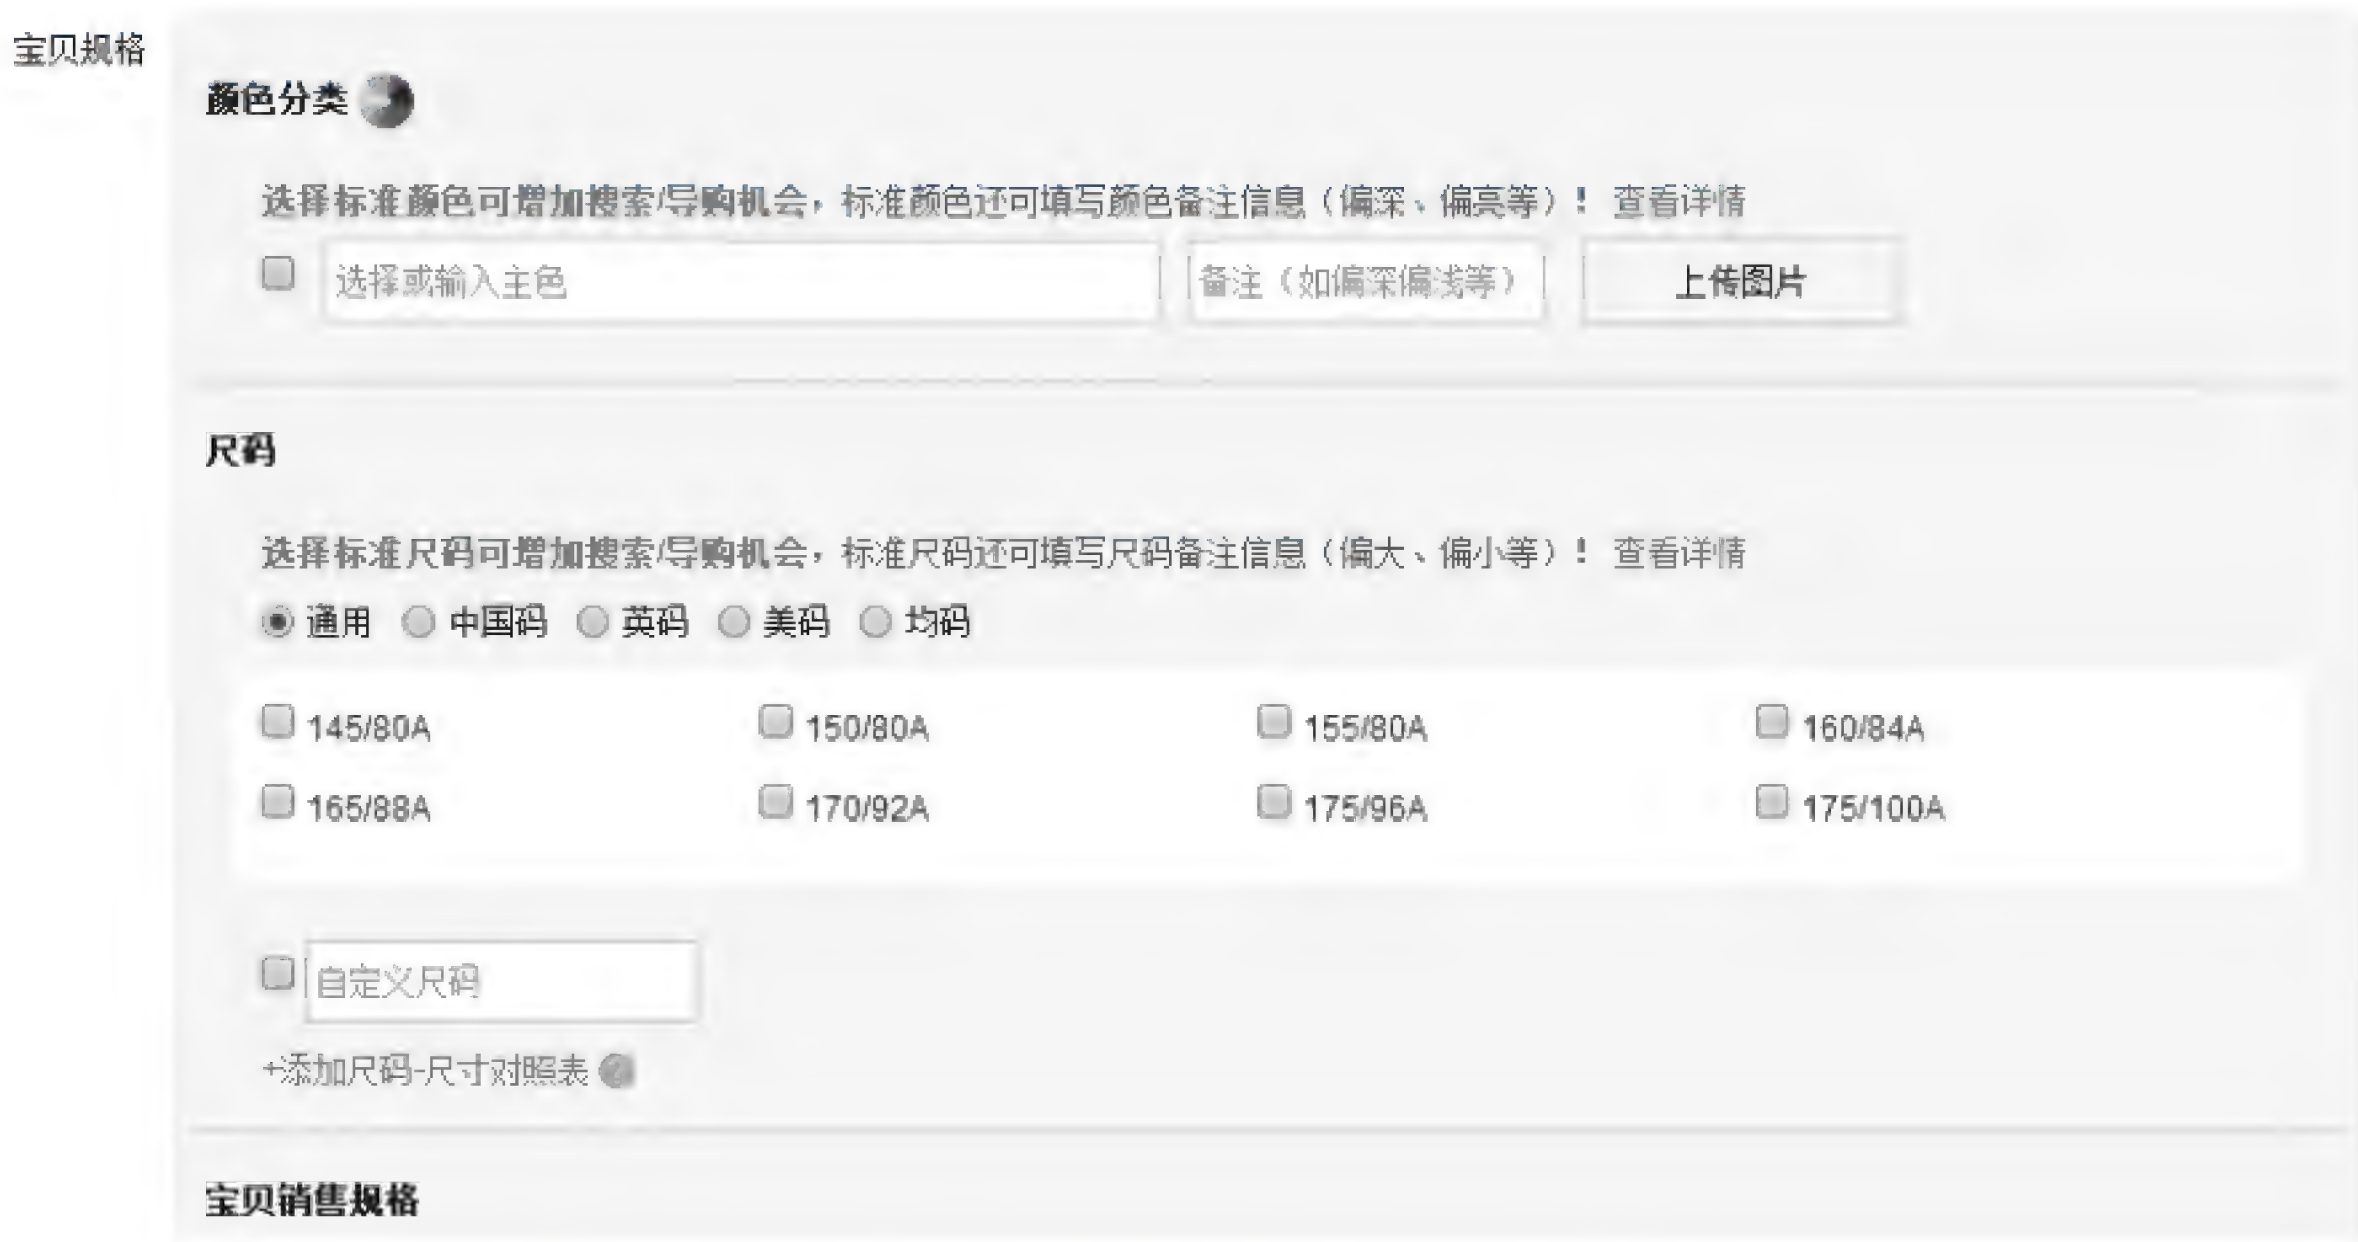 宝贝规格
颜色分类
选择标准颜色可增加搜索/导购机会，标准颜色还可填写颜色备注信息（偏深、偏亮等）！ 查看详情
选择或输入主色 备注（如偏深偏浅等） 上传图片
尺码
选择标准尺码可增加搜索/导购机会，标准尺码还可填写尺码备注信息（偏大、偏小等）！ 查看详情
通用 中国码 英码 美码 均码
145/80A 150/80A 155/80A 160/84A
165/88A 170/92A 175/96A 175/100A
自定义尺码
+添加尺码-尺寸对照表 ?
宝贝销售规格